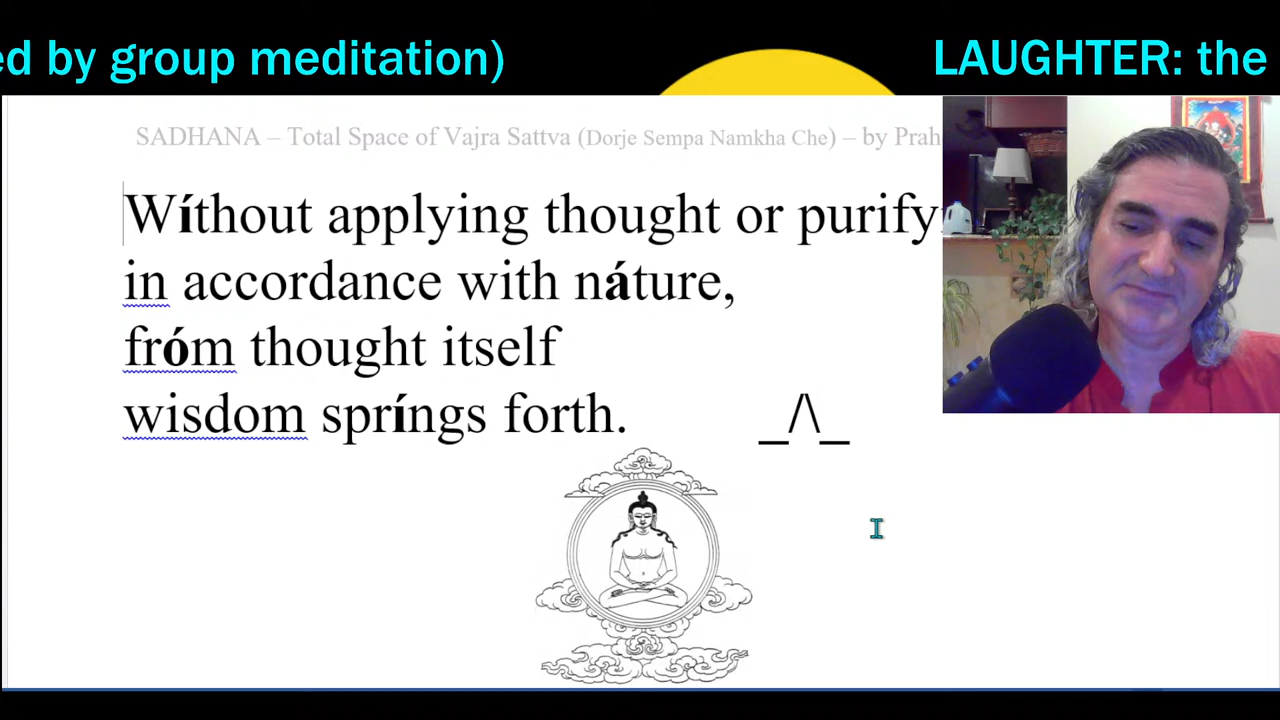 ed by group meditation) LAUGHTER: the
SADHANA – Total Space of Vajra Sattva (Dorje Sempa Namkha Che) – by Prah
Wíthout applying thought or purify
in accordance with náture,
fróm thought itself
wisdom spríngs forth. _/\_